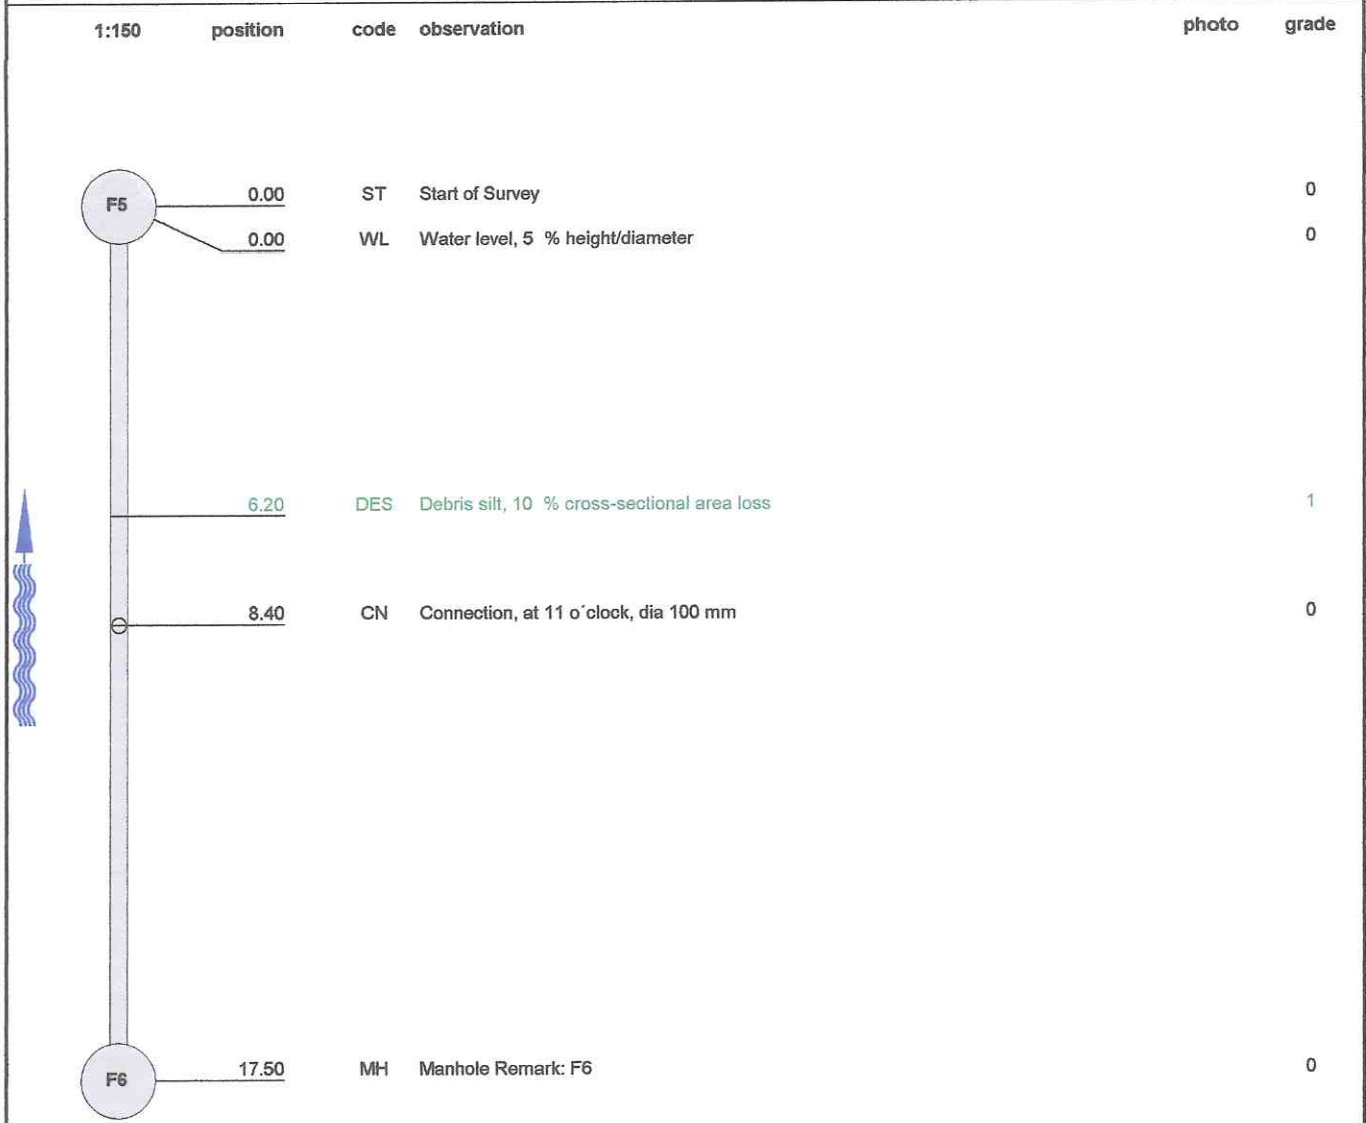 1:150 position code observation photo grade
F5 0.00 ST Start of Survey 0
0.00 WL Water level, 5 % height/diameter 0
6.20 DES Debris silt, 10 % cross-sectional area loss 1
8.40 CN Connection, at 11 o´clock, dia 100 mm 0
F6 17.50 MH Manhole Remark: F6 0